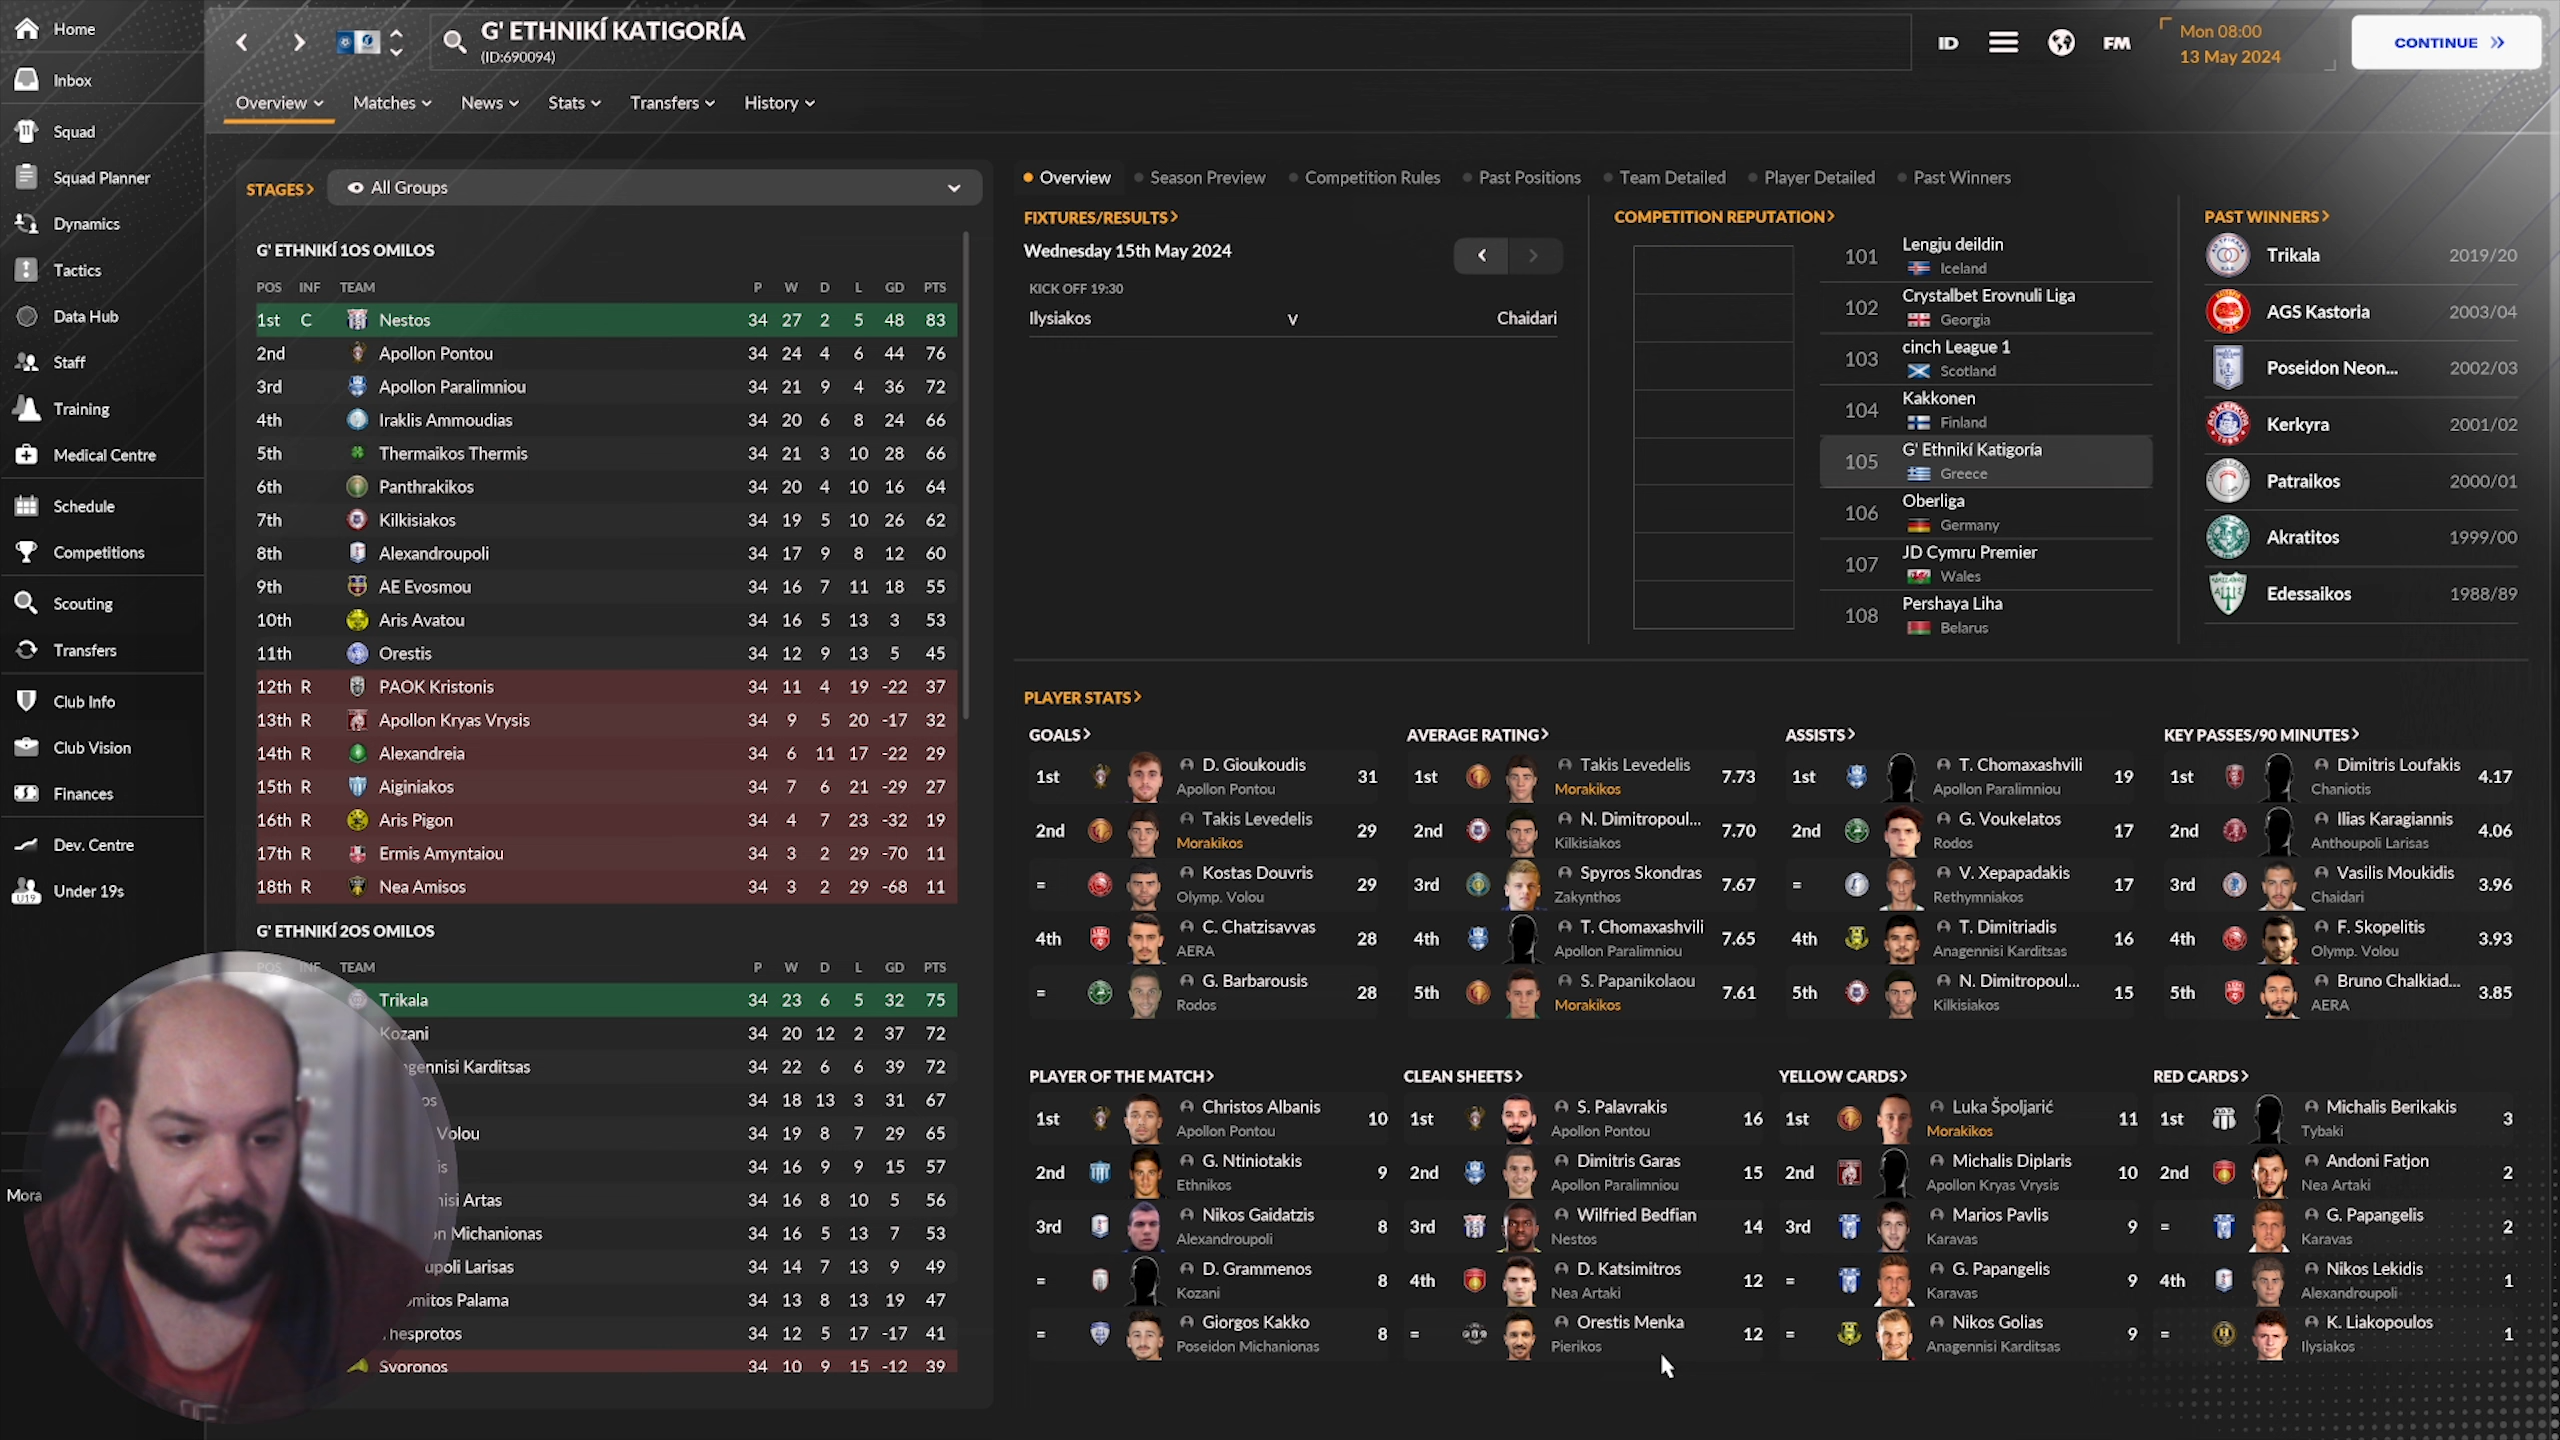 Home
Inbox
Squad
Squad Planner
Dynamics
Tactics
Data Hub
Staff
Training
Medical Centre
Schedule
Competitions
Scouting
Transfers
Club Info
Club Vision
Finances
Dev. Centre
U19
Under 19s
Mora
G' ETHNIKÍ KATIGORÍA
(ID:690094)
ID
FM
Mon 08:00
13 May 2024
CONTINUE
Overview
Matches
News
Stats
Transfers
History
STAGES
All Groups
G' ETHNIKÍ 1OS OMILOS
POS INF TEAM P W D L GD PTS
1st C Nestos 34 27 2 5 48 83
2nd Apollon Pontou 34 24 4 6 44 76
3rd Apollon Paralimniou 34 21 9 4 36 72
4th Iraklis Ammoudias 34 20 6 8 24 66
5th Thermaikos Thermis 34 21 3 10 28 66
6th Panthrakikos 34 20 4 10 16 64
7th Kilkisiakos 34 19 5 10 26 62
8th Alexandroupoli 34 17 9 8 12 60
9th AE Evosmou 34 16 7 11 18 55
10th Aris Avatou 34 16 5 13 3 53
11th Orestis 34 12 9 13 5 45
12th R PAOK Kristonis 34 11 4 19 -22 37
13th R Apollon Kryas Vrysis 34 9 5 20 -17 32
14th R Alexandreia 34 6 11 17 -22 29
15th R Aiginiakos 34 7 6 21 -29 27
16th R Aris Pigon 34 4 7 23 -32 19
17th R Ermis Amyntaiou 34 3 2 29 -70 11
18th R Nea Amisos 34 3 2 29 -68 11
G' ETHNIKÍ 2OS OMILOS
POS INF TEAM P W D L GD PTS
Trikala 34 23 6 5 32 75
Kozani 34 20 12 2 37 72
gennisi Karditsas 34 22 6 6 39 72
os 34 18 13 3 31 67
Volou 34 19 8 7 29 65
is 34 16 9 9 15 57
nisi Artas 34 16 8 10 5 56
n Michanionas 34 16 5 13 7 53
upoli Larisas 34 14 7 13 9 49
omitos Palama 34 13 8 13 19 47
hesprotos 34 12 5 17 -17 41
Svoronos 34 10 9 15 -12 39
Overview
Season Preview
Competition Rules
Past Positions
Team Detailed
Player Detailed
Past Winners
FIXTURES/RESULTS
Wednesday 15th May 2024
KICK OFF 19:30
Ilysiakos v Chaidari
COMPETITION REPUTATION
101 Lengju deildin
Iceland
102 Crystalbet Erovnuli Liga
Georgia
103 cinch League 1
Scotland
104 Kakkonen
Finland
105 G' Ethnikí Katigoría
Greece
106 Oberliga
Germany
107 JD Cymru Premier
Wales
108 Pershaya Liha
Belarus
PAST WINNERS
Trikala 2019/20
AGS Kastoria 2003/04
Poseidon Neon... 2002/03
Kerkyra 2001/02
Patraikos 2000/01
Akratitos 1999/00
Edessaikos 1988/89
PLAYER STATS
GOALS
1st D. Gioukoudis 31
Apollon Pontou
2nd Takis Levedelis 29
Morakikos
= Kostas Douvris 29
Olymp. Volou
4th C. Chatzisavvas 28
AERA
= G. Barbarousis 28
Rodos
AVERAGE RATING
1st Takis Levedelis 7.73
Morakikos
2nd N. Dimitropoul... 7.70
Kilkisiakos
3rd Spyros Skondras 7.67
Zakynthos
4th T. Chomaxashvili 7.65
Apollon Paralimniou
5th S. Papanikolaou 7.61
Morakikos
ASSISTS
1st T. Chomaxashvili 19
Apollon Paralimniou
2nd G. Voukelatos 17
Rodos
= V. Xepapadakis 17
Rethymniakos
4th T. Dimitriadis 16
Anagennisi Karditsas
5th N. Dimitropoul... 15
Kilkisiakos
KEY PASSES/90 MINUTES
1st Dimitris Loufakis 4.17
Chaniotis
2nd Ilias Karagiannis 4.06
Anthoupoli Larisas
3rd Vasilis Moukidis 3.96
Chaidari
4th F. Skopelitis 3.93
Olymp. Volou
5th Bruno Chalkiad... 3.85
AERA
PLAYER OF THE MATCH
1st Christos Albanis 10
Apollon Pontou
2nd G. Ntiniotakis 9
Ethnikos
3rd Nikos Gaidatzis 8
Alexandroupoli
= D. Grammenos 8
Kozani
= Giorgos Kakko 8
Poseidon Michanionas
CLEAN SHEETS
1st S. Palavrakis 16
Apollon Pontou
2nd Dimitris Garas 15
Apollon Paralimniou
3rd Wilfried Bedfian 14
Nestos
4th D. Katsimitros 12
Nea Artaki
= Orestis Menka 12
Pierikos
YELLOW CARDS
1st Luka Špoljarić 11
Morakikos
2nd Michalis Diplaris 10
Apollon Kryas Vrysis
3rd Marios Pavlis 9
Karavas
= G. Papangelis 9
Karavas
= Nikos Golias 9
Anagennisi Karditsas
RED CARDS
1st Michalis Berikakis 3
Tybaki
2nd Andoni Fatjon 2
Nea Artaki
= G. Papangelis 2
Karavas
4th Nikos Lekidis 1
Alexandroupoli
= K. Liakopoulos 1
Ilysiakos